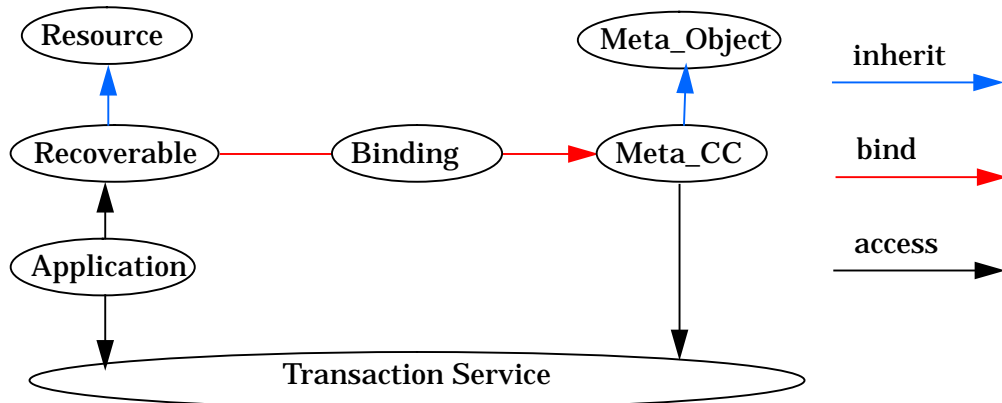 Resource
Meta_Object
inherit
Recoverable
Binding
Meta_CC
bind
Application
access
Transaction Service